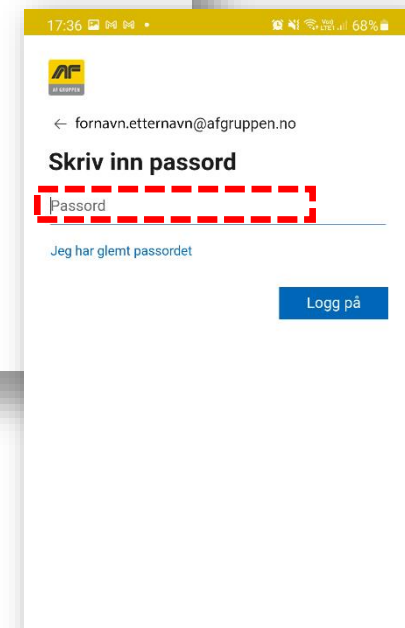 17:36 68%
AF GRUPPEN
← fornavn.etternavn@afgruppen.no
Skriv inn passord
Passord
Jeg har glemt passordet
Logg på